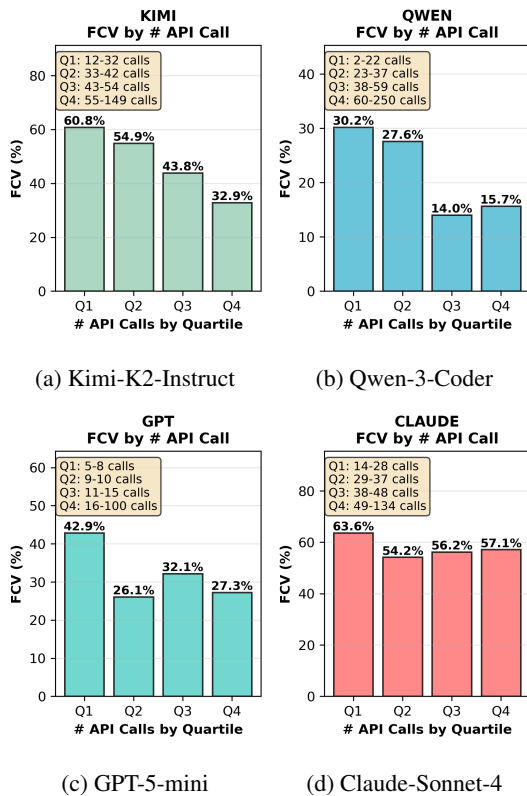 KIMI
FCV by # API Call
Q1: 12-32 calls
Q2: 33-42 calls
Q3: 43-54 calls
Q4: 55-149 calls
80
60
40
20
0
FCV (%)
60.8%
54.9%
43.8%
32.9%
Q1 Q2 Q3 Q4
# API Calls by Quartile
(a) Kimi-K2-Instruct
QWEN
FCV by # API Call
Q1: 2-22 calls
Q2: 23-37 calls
Q3: 38-59 calls
Q4: 60-250 calls
40
30
20
10
0
FCV (%)
30.2%
27.6%
14.0%
15.7%
Q1 Q2 Q3 Q4
# API Calls by Quartile
(b) Qwen-3-Coder
GPT
FCV by # API Call
Q1: 5-8 calls
Q2: 9-10 calls
Q3: 11-15 calls
Q4: 16-100 calls
60
50
40
30
20
10
0
FCV (%)
42.9%
26.1%
32.1%
27.3%
Q1 Q2 Q3 Q4
# API Calls by Quartile
(c) GPT-5-mini
CLAUDE
FCV by # API Call
Q1: 14-28 calls
Q2: 29-37 calls
Q3: 38-48 calls
Q4: 49-134 calls
80
60
40
20
0
FCV (%)
63.6%
54.2%
56.2%
57.1%
Q1 Q2 Q3 Q4
# API Calls by Quartile
(d) Claude-Sonnet-4